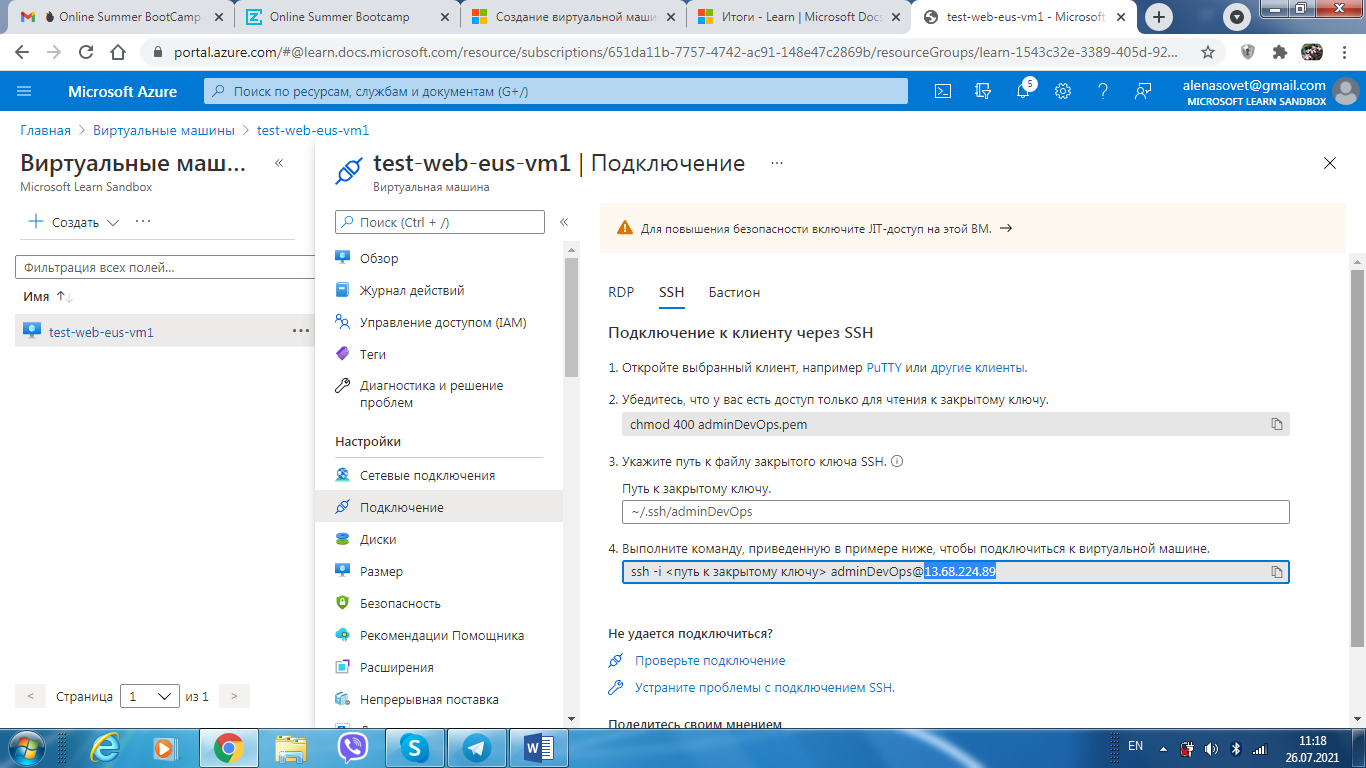 Online Summer BootCamp
Online Summer Bootcamp
Создание виртуальной маши
Итоги - Learn | Microsoft Docs
test-web-eus-vm1 - Microsoft
portal.azure.com/#@learn.docs.microsoft.com/resource/subscriptions/651da11b-7757-4742-ac91-148e47c2869b/resourceGroups/learn-1543c32e-3389-405d-92...
Microsoft Azure
Поиск по ресурсам, службам и документам (G+/)
5
alenasovet@gmail.com
MICROSOFT LEARN SANDBOX
Главная > Виртуальные машины > test-web-eus-vm1
Виртуальные маш... «
Microsoft Learn Sandbox
+ Создать ...
Фильтрация всех полей...
Имя ↑↓
test-web-eus-vm1 ...
< Страница 1 из 1 >
test-web-eus-vm1 | Подключение ...
Виртуальная машина
Поиск (Ctrl + /) «
Обзор
Журнал действий
Управление доступом (IAM)
Теги
Диагностика и решение
проблем
Настройки
Сетевые подключения
Подключение
Диски
Размер
Безопасность
Рекомендации Помощника
Расширения
Непрерывная поставка
Для повышения безопасности включите JIT-доступ на этой ВМ. →
RDP SSH Бастион
Подключение к клиенту через SSH
1. Откройте выбранный клиент, например PuTTY или другие клиенты.
2. Убедитесь, что у вас есть доступ только для чтения к закрытому ключу.
chmod 400 adminDevOps.pem
3. Укажите путь к файлу закрытого ключа SSH.
Путь к закрытому ключу.
~/.ssh/adminDevOps
4. Выполните команду, приведенную в примере ниже, чтобы подключиться к виртуальной машине.
ssh -i <путь к закрытому ключу> adminDevOps@13.68.224.89
Не удается подключиться?
Проверьте подключение
Устраните проблемы с подключением SSH.
Поделитесь своим мнением
EN
11:18
26.07.2021